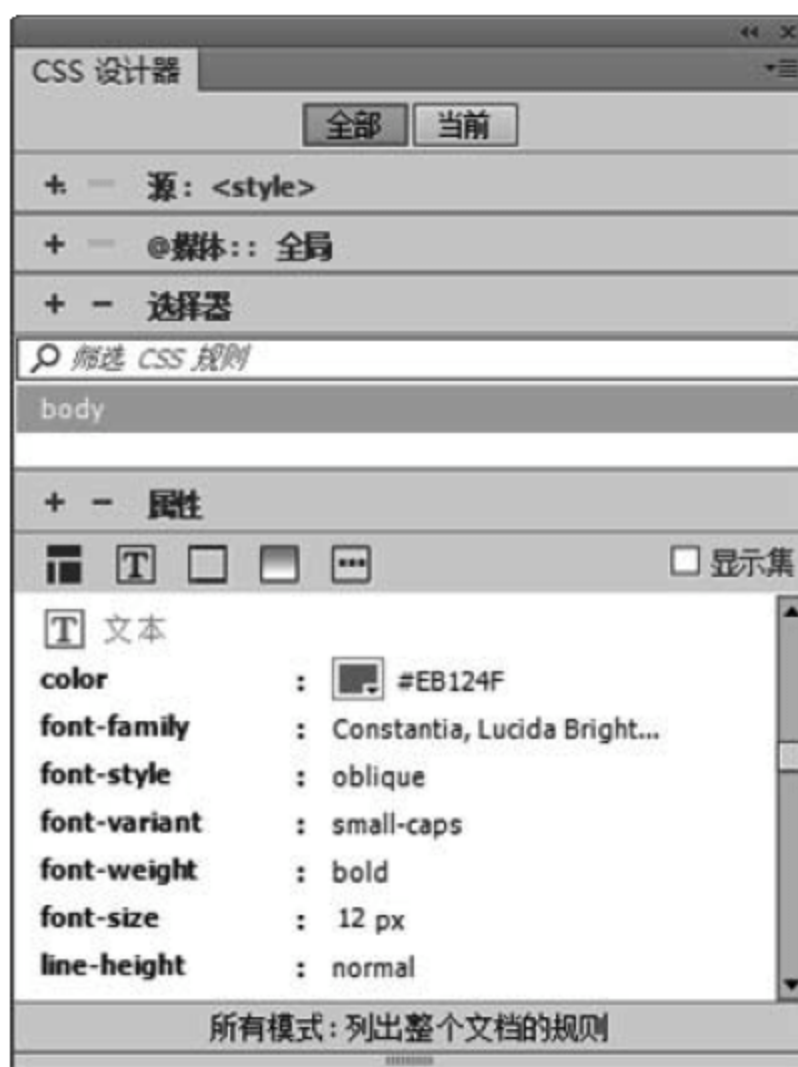 CSS 设计器
全部 当前
+ - 源: <style>
+ - @媒体:: 全局
+ - 选择器
筛选 CSS 规则
body
+ - 属性
T 显示集
T 文本
color : #EB124F
font-family : Constantia, Lucida Bright...
font-style : oblique
font-variant : small-caps
font-weight : bold
font-size : 12 px
line-height : normal
所有模式:列出整个文档的规则